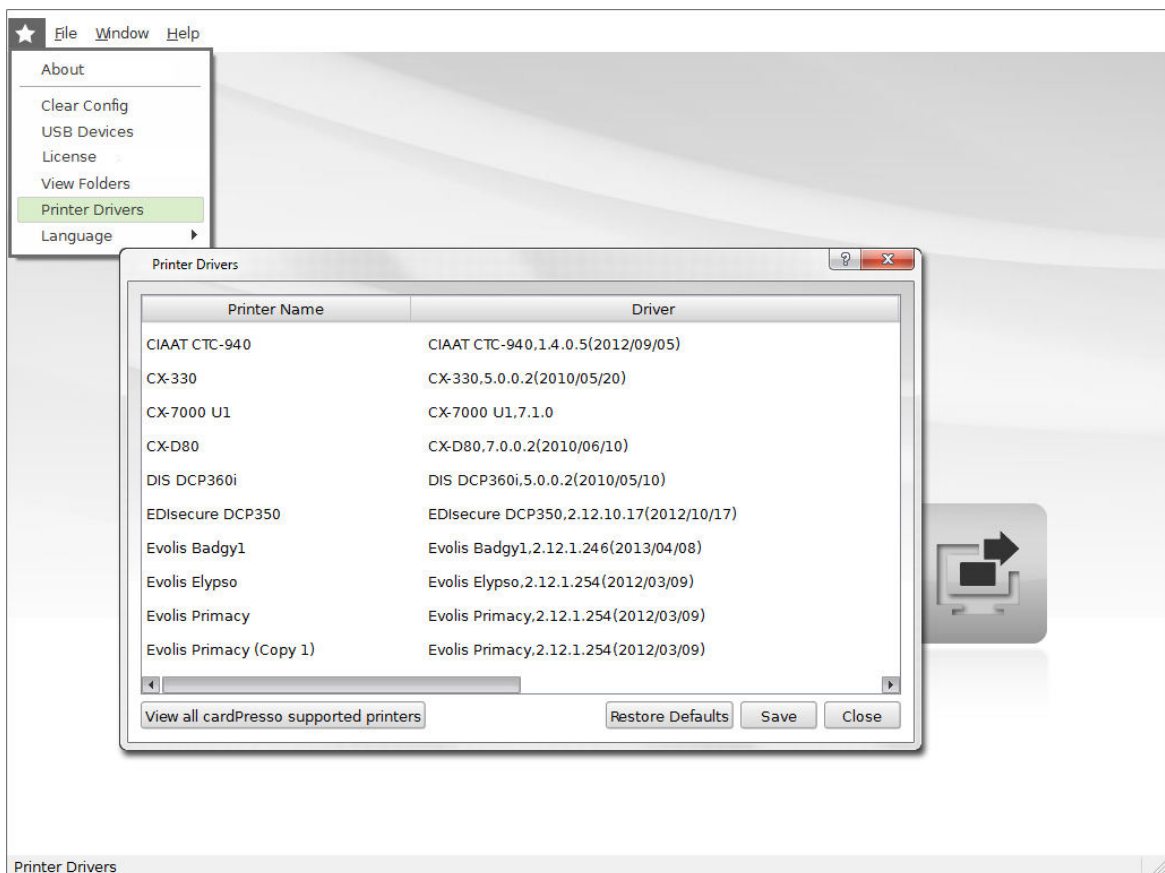 File Window Help
About
Clear Config
USB Devices
License
View Folders
Printer Drivers
Language
Printer Drivers
Printer Name Driver
CIAAT CTC-940 CIAAT CTC-940,1.4.0.5(2012/09/05)
CX-330 CX-330,5.0.0.2(2010/05/20)
CX-7000 U1 CX-7000 U1,7.1.0
CX-D80 CX-D80,7.0.0.2(2010/06/10)
DIS DCP360i DIS DCP360i,5.0.0.2(2010/05/10)
EDIsecure DCP350 EDIsecure DCP350,2.12.10.17(2012/10/17)
Evolis Badgy1 Evolis Badgy1,2.12.1.246(2013/04/08)
Evolis Elypso Evolis Elypso,2.12.1.254(2012/03/09)
Evolis Primacy Evolis Primacy,2.12.1.254(2012/03/09)
Evolis Primacy (Copy 1) Evolis Primacy,2.12.1.254(2012/03/09)
View all cardPresso supported printers Restore Defaults Save Close
Printer Drivers